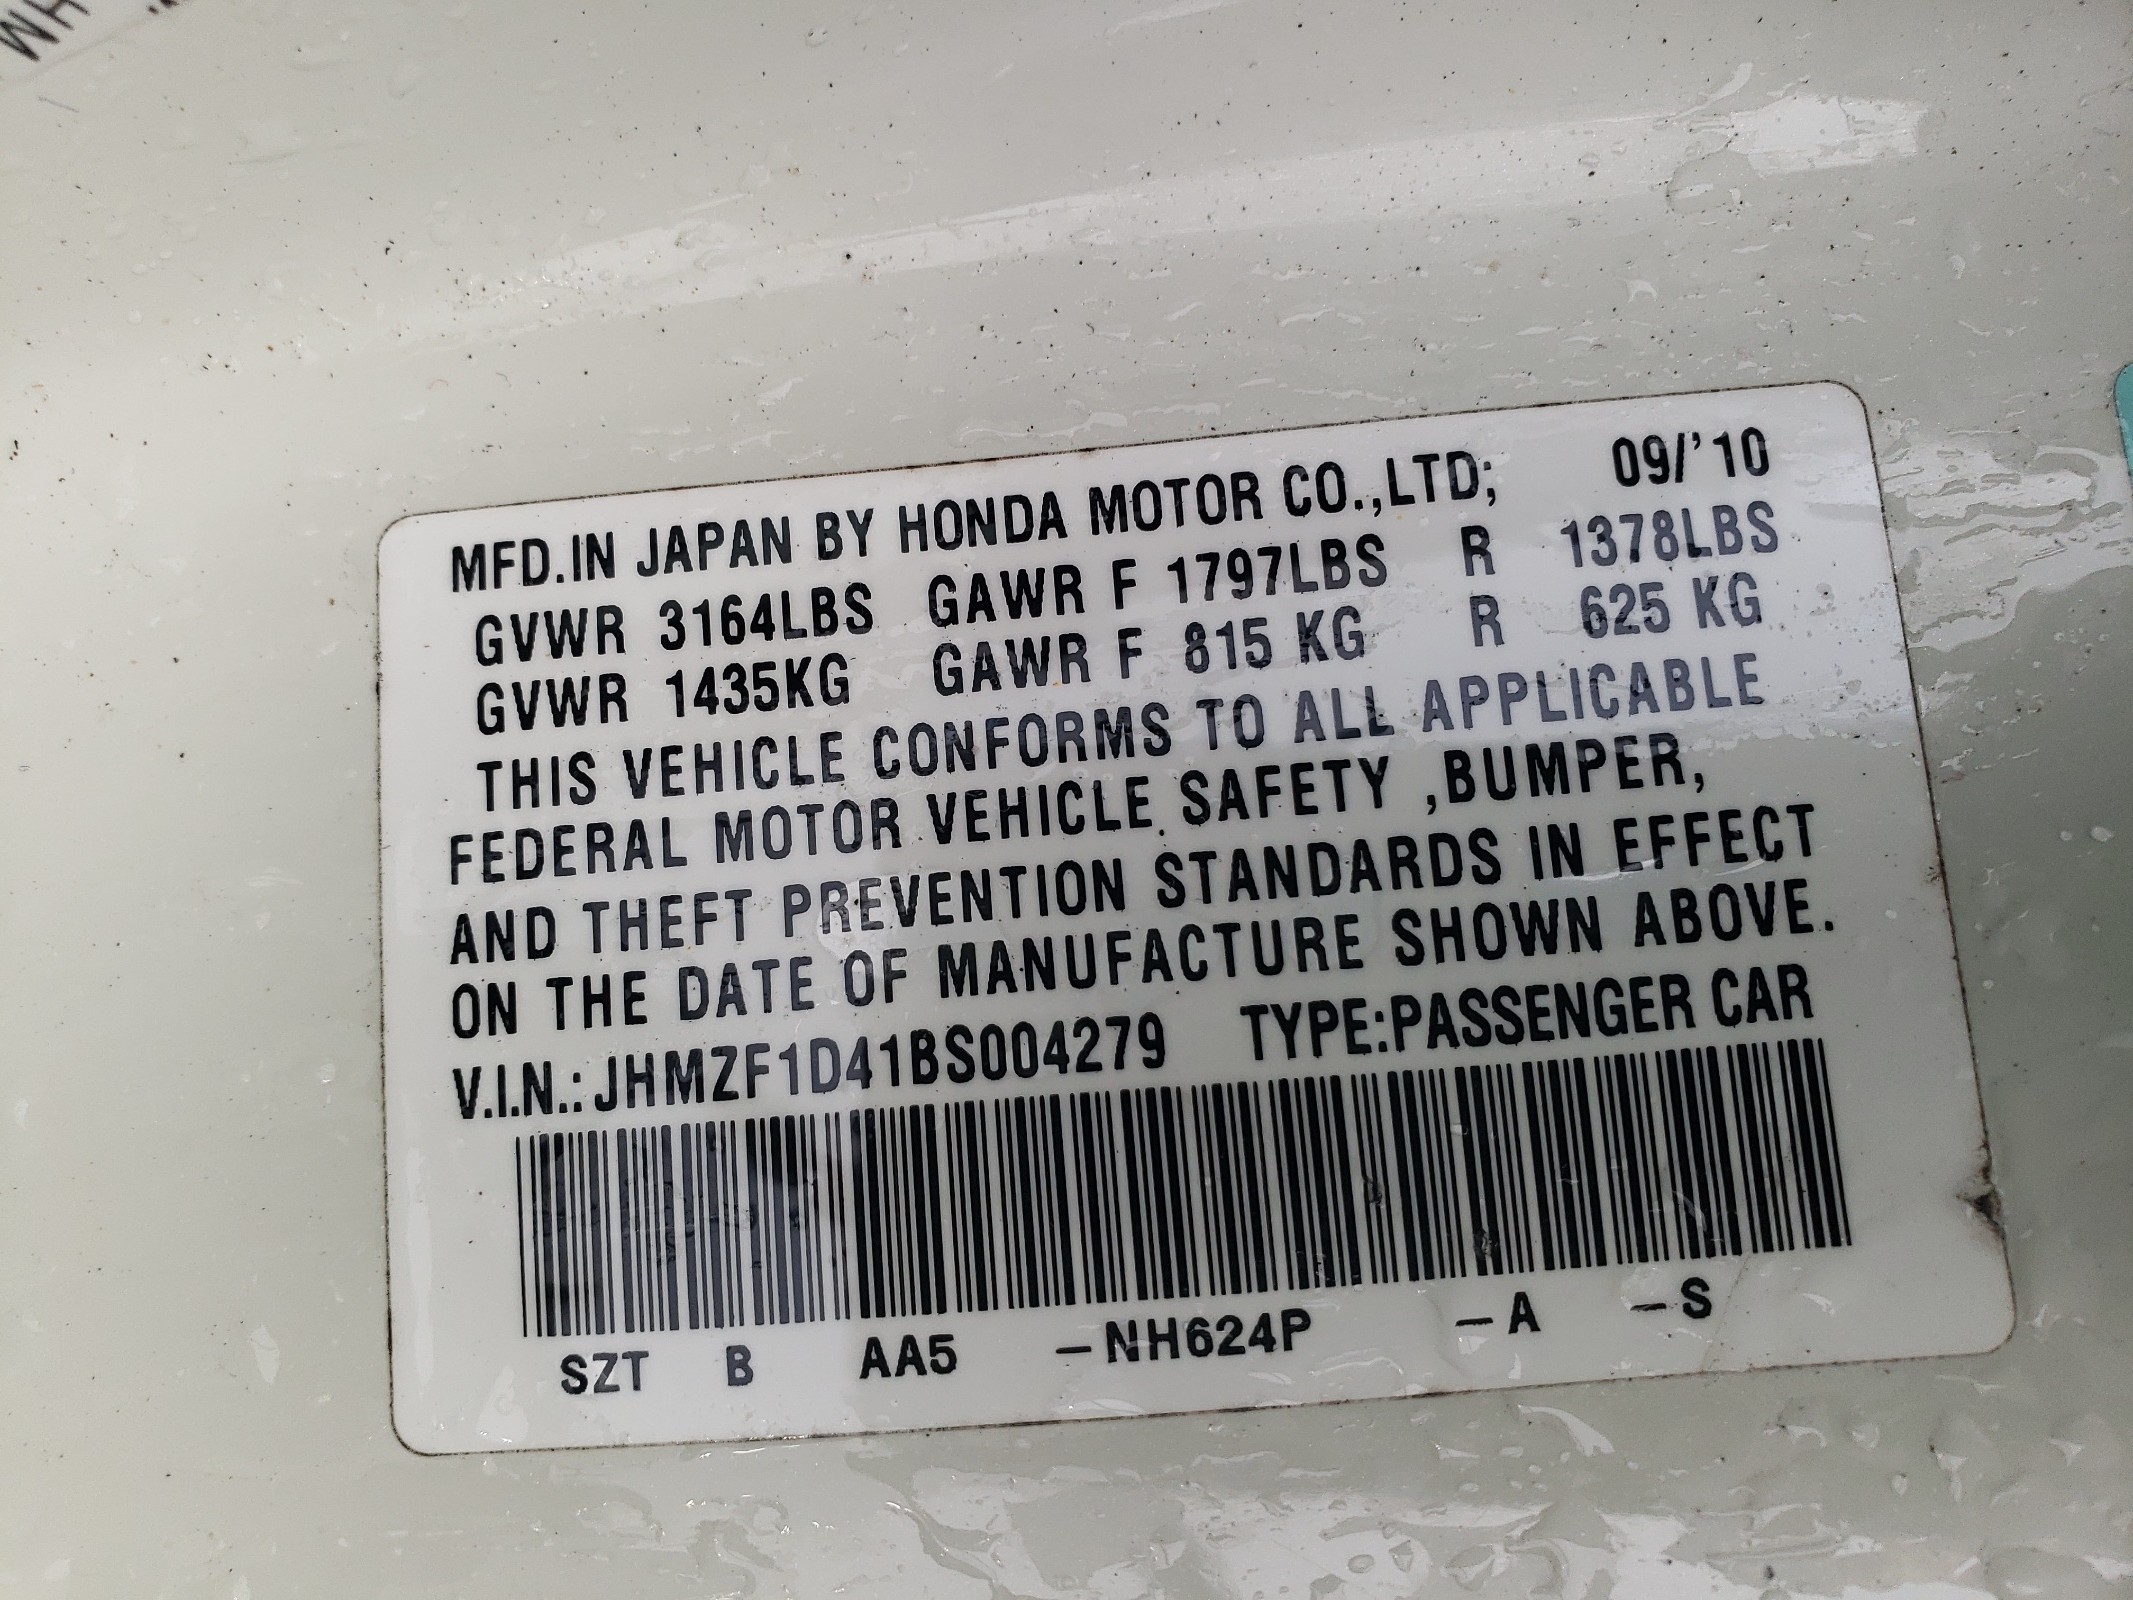 MFD.IN JAPAN BY HONDA MOTOR CO.,LTD; 09/'10
GVWR 3164LBS GAWR F 1797LBS R 1378LBS
GVWR 1435KG GAWR F 815 KG R 625 KG
THIS VEHICLE CONFORMS TO ALL APPLICABLE
FEDERAL MOTOR VEHICLE SAFETY ,BUMPER,
AND THEFT PREVENTION STANDARDS IN EFFECT
ON THE DATE OF MANUFACTURE SHOWN ABOVE.
V.I.N.: JHMZF1D41BS004279 TYPE:PASSENGER CAR
SZT B AA5 –NH624P –A –S